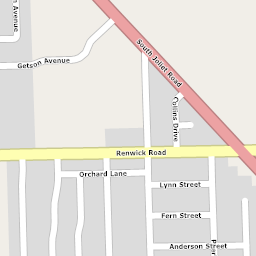 Avenue
Getson Avenue
South Joliet Road
Collins Drive
Renwick Road
Orchard Lane
Lynn Street
Fern Street
Anderson Street